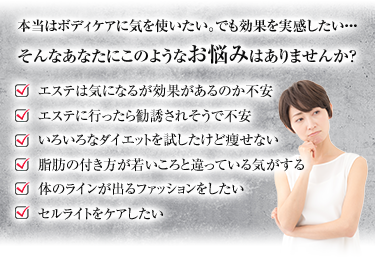 本当はボディケアに気を使いたい。でも効果を実感したい…
そんなあなたにこのようなお悩みはありませんか?
エステは気になるが効果があるのか不安
エステに行ったら勧誘されそうで不安
いろいろなダイエットを試したけど痩せない
脂肪の付き方が若いころと違っている気がする
体のラインが出るファッションをしたい
セルライトをケアしたい